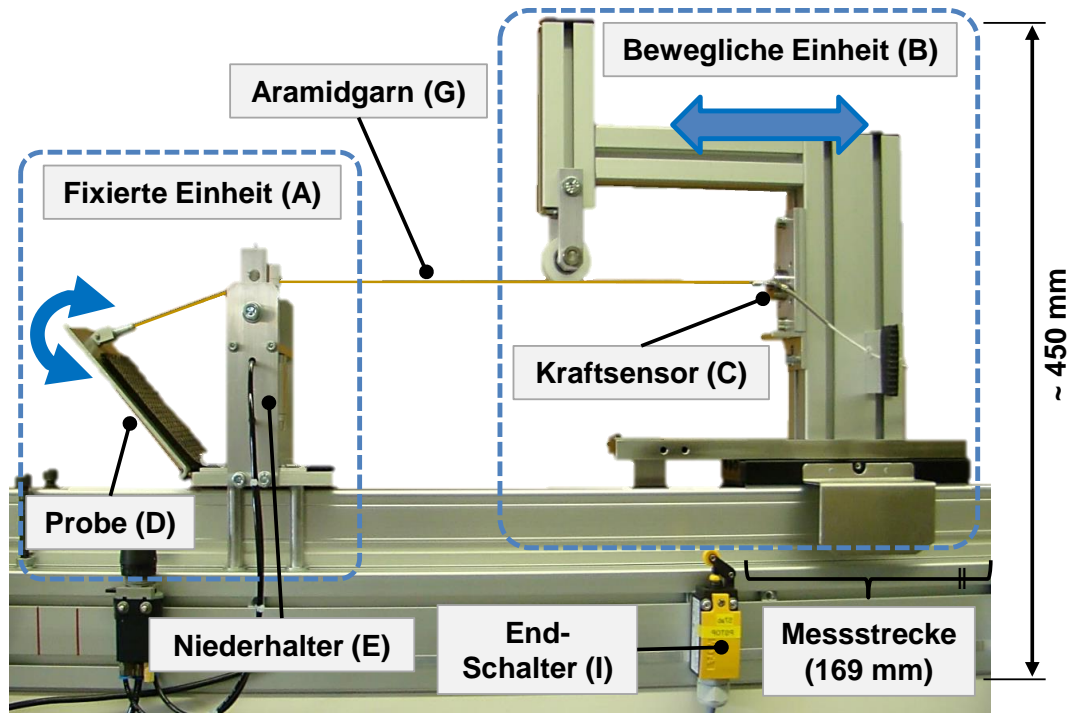 Bewegliche Einheit (B)
Aramidgarn (G)
Fixierte Einheit (A)
Kraftsensor (C)
~ 450 mm
Probe (D)
Niederhalter (E)
End-
Schalter (I)
Messstrecke
(169 mm)